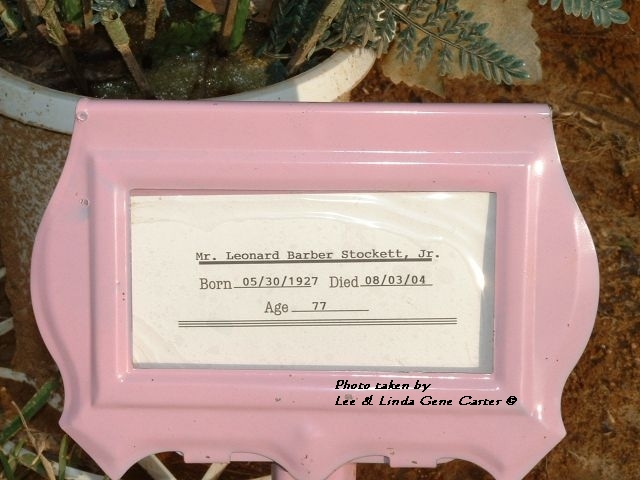 Mr. Leonard Barber Stockett, Jr.
Born 05/30/1927 Died 08/03/04
Age 77
Photo taken by
Lee & Linda Gene Carter ©